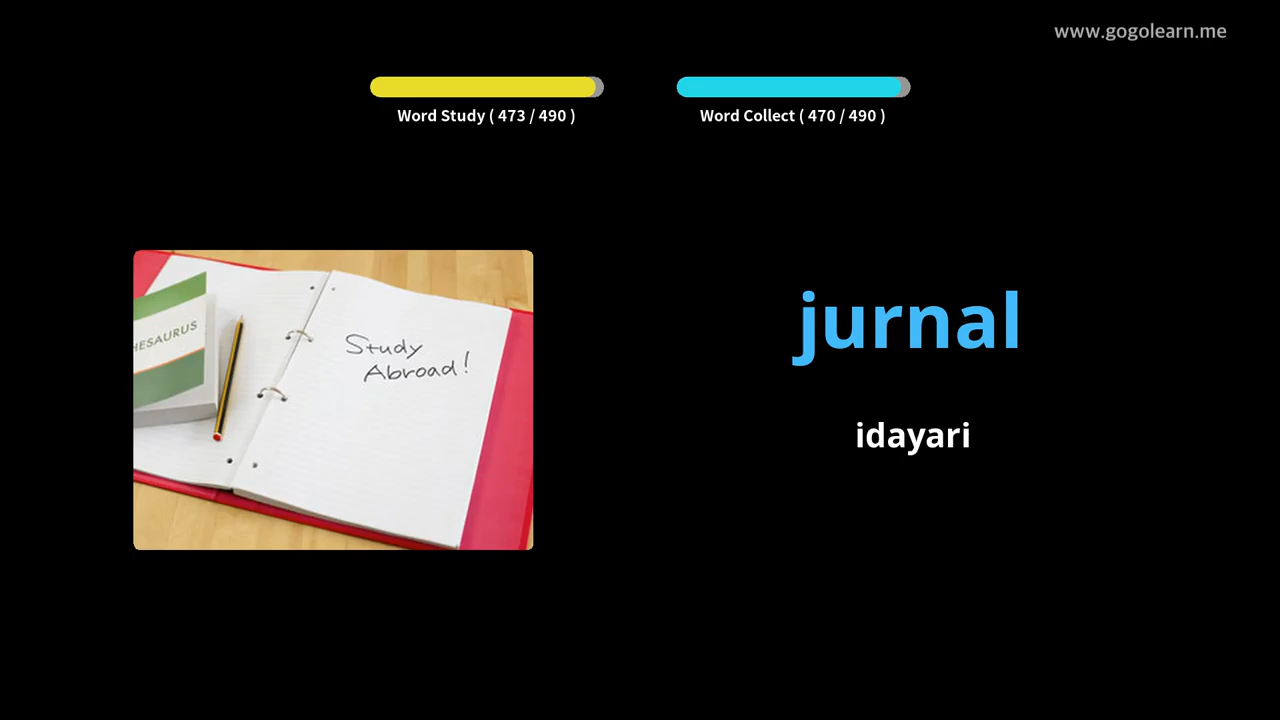 www.gogolearn.me
Word Study ( 473 / 490 )
Word Collect ( 470 / 490 )
HESAURUS
Study
Abroad!
jurnal
idayari